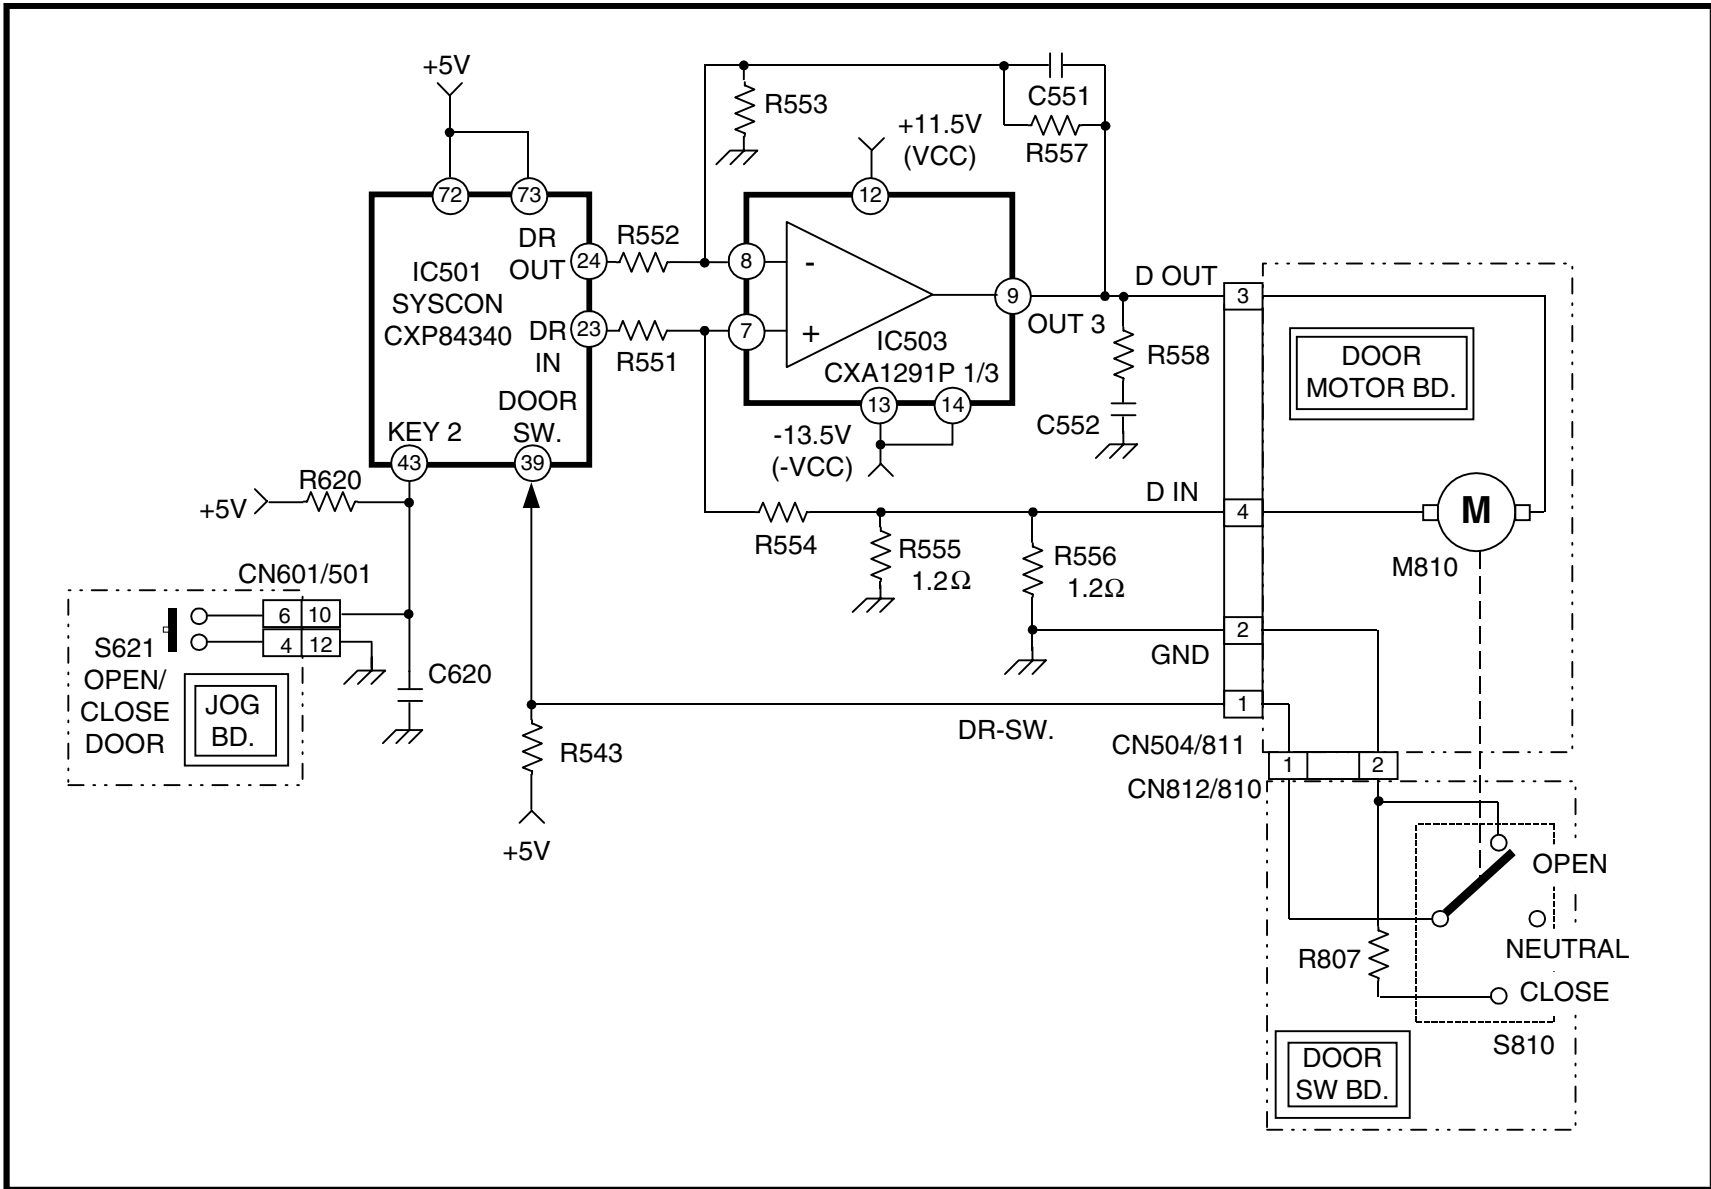 +5V
72
73
DR
OUT
24
IC501
SYSCON
CXP84340
DR
IN
23
DOOR
SW.
KEY 2
43
39
R552
R551
R553
C551
R557
+11.5V
(VCC)
12
8
-
7
+
9
OUT 3
IC503
CXA1291P 1/3
13
14
-13.5V
(-VCC)
D OUT
3
R558
C552
DOOR
MOTOR BD.
D IN
4
M
M810
R620
+5V
R554
R555
1.2Ω
R556
1.2Ω
CN601/501
6
10
4
12
S621
OPEN/
CLOSE
DOOR
JOG
BD.
C620
2
GND
1
DR-SW.
R543
+5V
CN504/811
1
2
CN812/810
OPEN
NEUTRAL
R807
CLOSE
S810
DOOR
SW BD.